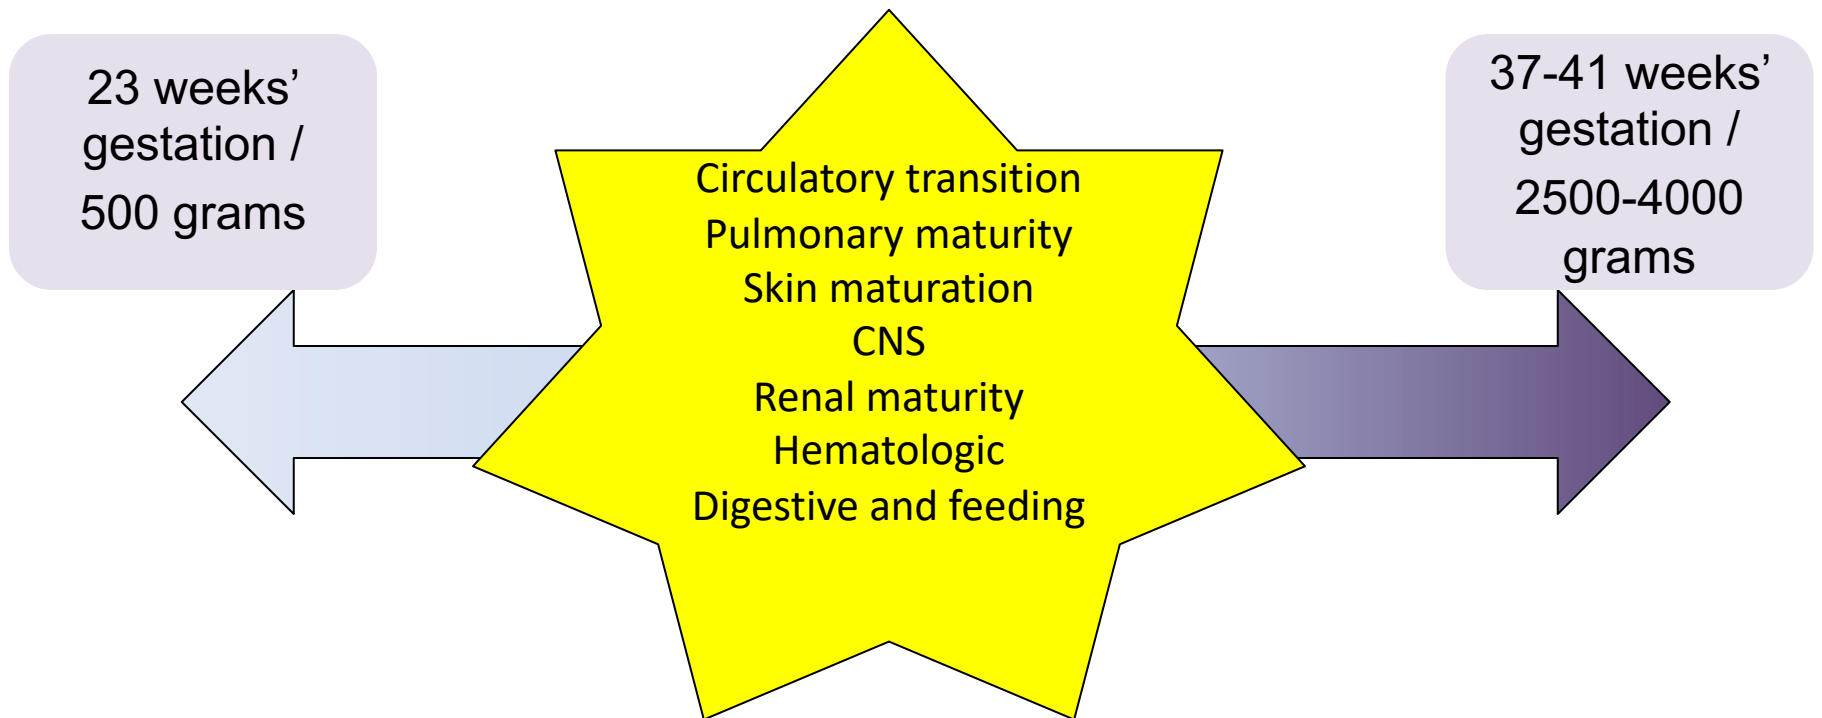 23 weeks’
gestation /
500 grams
37-41 weeks’
gestation /
2500-4000
grams
Circulatory transition
Pulmonary maturity
Skin maturation
CNS
Renal maturity
Hematologic
Digestive and feeding